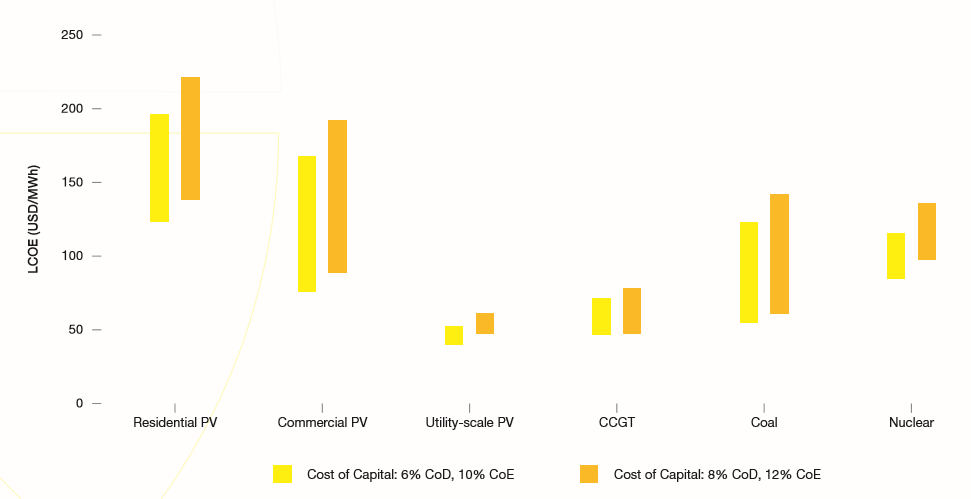 250
200
150
100
50
0
LCOE (USD/MWh)
Residential PV
Commercial PV
Utility-scale PV
CCGT
Coal
Nuclear
Cost of Capital: 6% CoD, 10% CoE
Cost of Capital: 8% CoD, 12% CoE